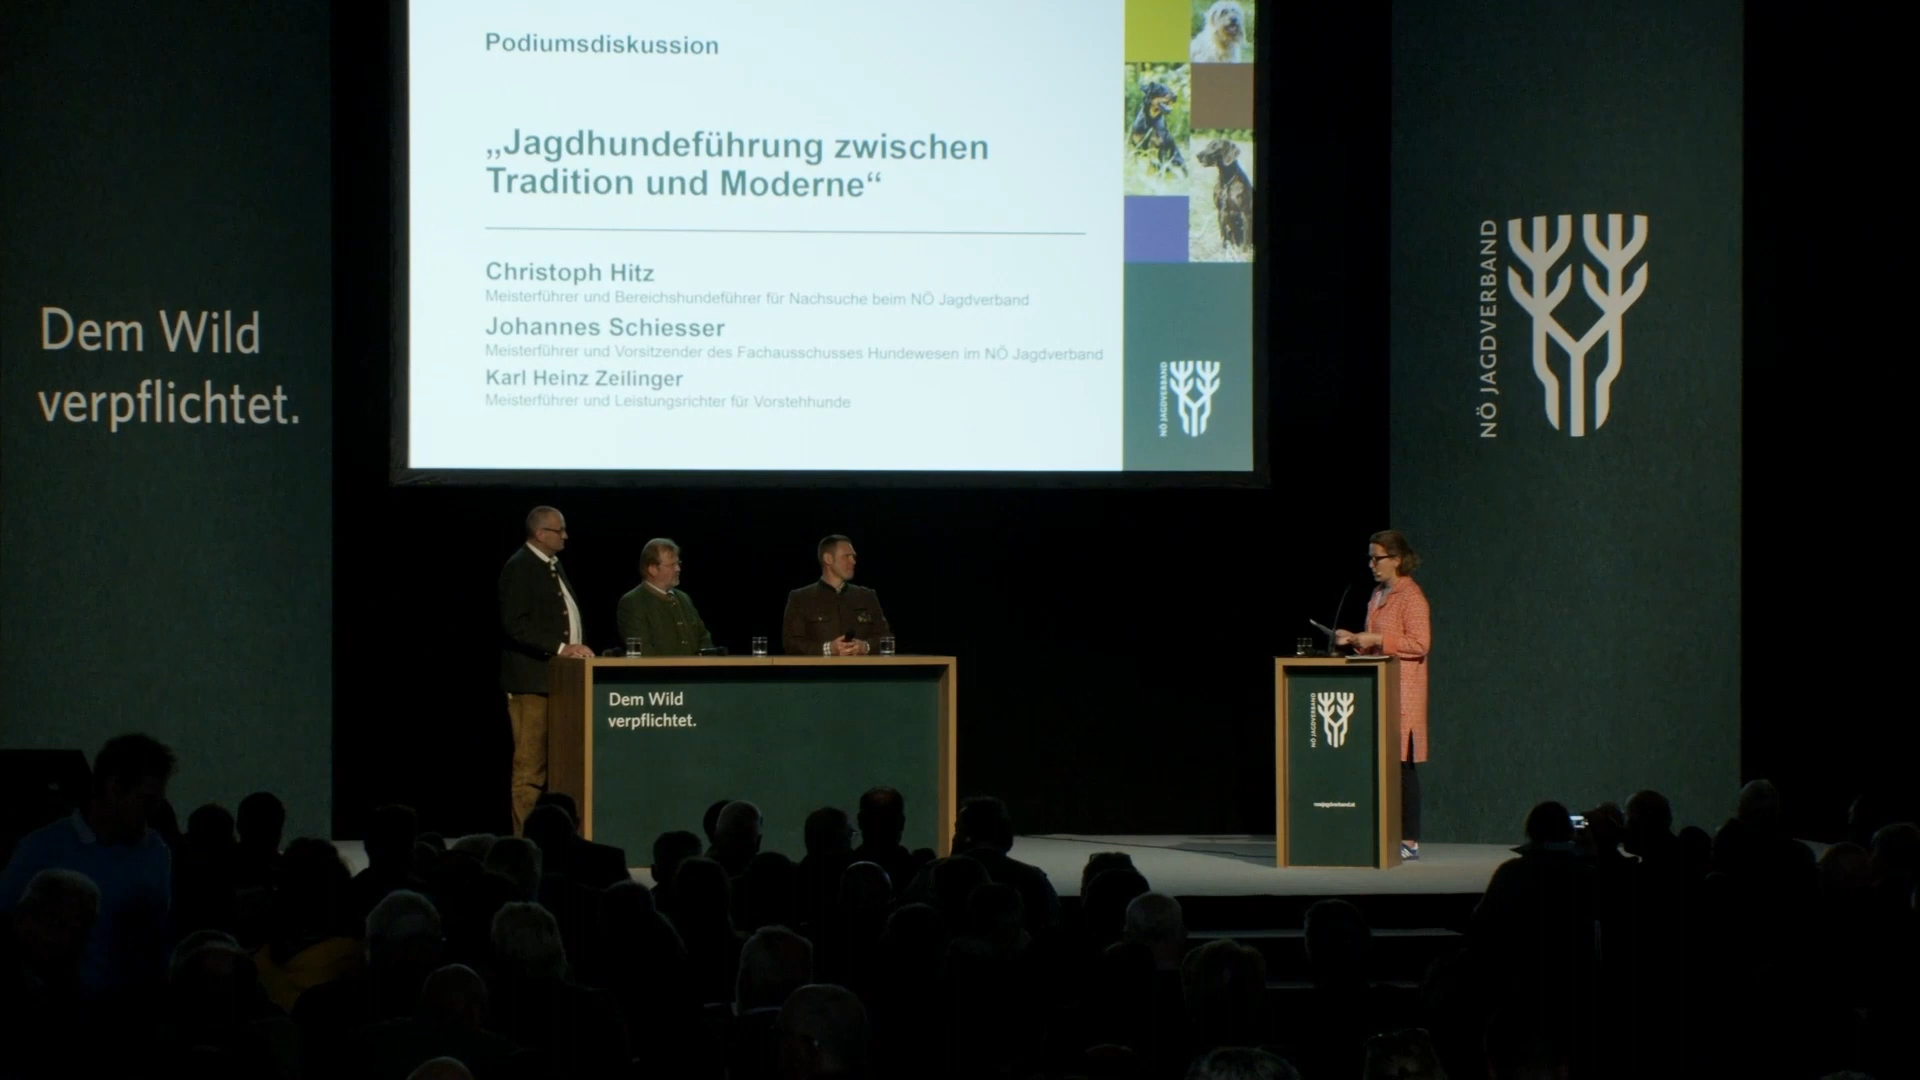 Podiumsdiskussion
„Jagdhundeführung zwischen
Tradition und Moderne“
Christoph Hitz
Meisterführer und Bereichshundeführer für Nachsuche beim NÖ Jagdverband
Johannes Schiesser
Meisterführer und Vorsitzender des Fachausschusses Hundewesen im NÖ Jagdverband
Karl Heinz Zeilinger
Meisterführer und Leistungsrichter für Vorstehhunde
NÖ JAGDVERBAND
Dem Wild
verpflichtet.
NÖ JAGDVERBAND
Dem Wild
verpflichtet.
NÖ JAGDVERBAND
noejagdverband.at